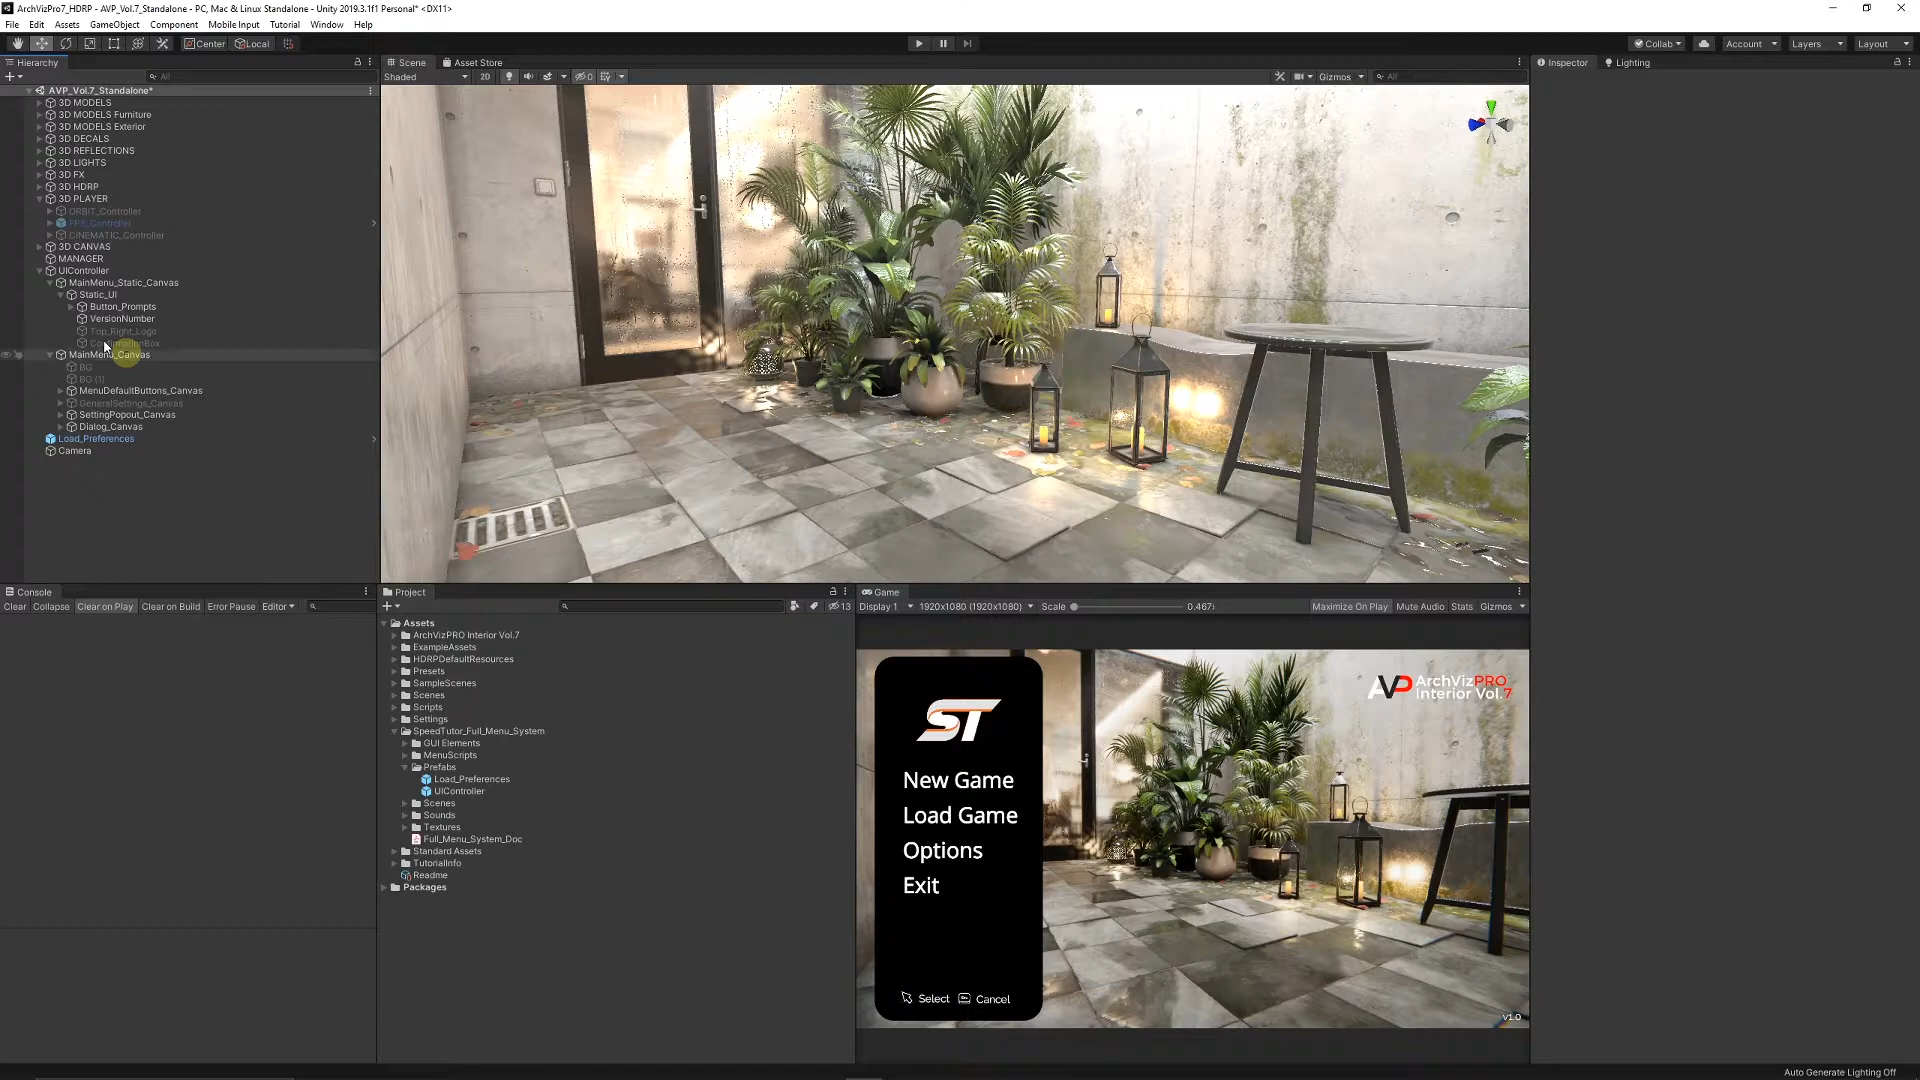 ArchVizPro7_HDRP - AVP_Vol.7_Standalone - PC, Mac & Linux Standalone - Unity 2019.3.1f1 Personal* <DX11>
File Edit Assets GameObject Component Mobile Input Tutorial Window Help
Center Local Collab Account Layers Layout
Hierarchy
All
AVP_Vol.7_Standalone*
3D MODELS
3D MODELS Furniture
3D MODELS Exterior
3D DECALS
3D REFLECTIONS
3D LIGHTS
3D FX
3D HDRP
3D PLAYER
ORBIT_Controller
FPS_Controller
CINEMATIC_Controller
3D CANVAS
MANAGER
UIController
MainMenu_Static_Canvas
Static_UI
Button_Prompts
VersionNumber
Top_Right_Logo
ConfirmationBox
MainMenu_Canvas
BG
BG (1)
MenuDefaultButtons_Canvas
GeneralSettings_Canvas
SettingPopout_Canvas
Dialog_Canvas
Load_Preferences
Camera
Scene Asset Store
Shaded 2D 0 Gizmos All
Inspector Lighting
Console
Clear Collapse Clear on Play Clear on Build Error Pause Editor
Project
13
Assets
ArchVizPRO Interior Vol.7
ExampleAssets
HDRPDefaultResources
Presets
SampleScenes
Scenes
Scripts
Settings
SpeedTutor_Full_Menu_System
GUI Elements
MenuScripts
Prefabs
Load_Preferences
UIController
Scenes
Sounds
Textures
Full_Menu_System_Doc
Standard Assets
TutorialInfo
Readme
Packages
Game
Display 1 1920x1080 (1920x1080) Scale 0.467x Maximize On Play Mute Audio Stats Gizmos
ST
New Game
Load Game
Options
Exit
Select Cancel
AVP ArchVizPRO
Interior Vol.7
v1.0
Auto Generate Lighting Off